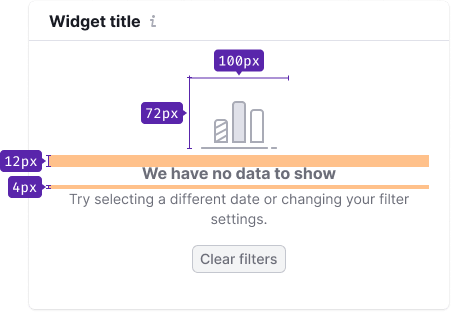 Widget title i
100px
72px
12px
We have no data to show
4px
Try selecting a different date or changing your filter
settings.
Clear filters